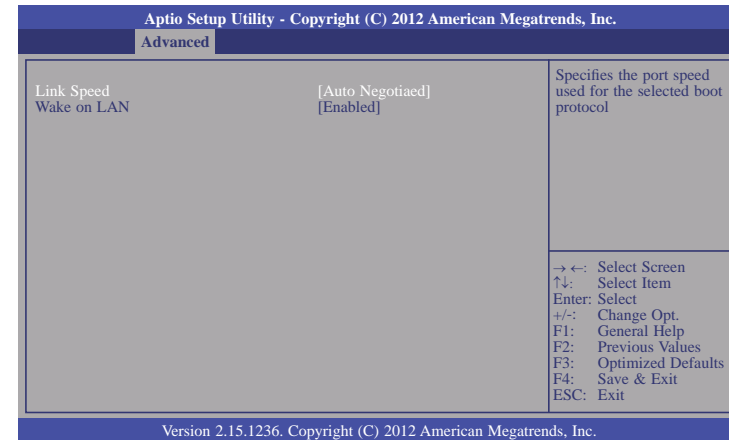 Aptio Setup Utility - Copyright (C) 2012 American Megatrends, Inc.
Advanced
Link Speed [Auto Negotiaed]
Wake on LAN [Enabled]
Specifies the port speed
used for the selected boot
protocol
→ ←: Select Screen
↑↓: Select Item
Enter: Select
+/-: Change Opt.
F1: General Help
F2: Previous Values
F3: Optimized Defaults
F4: Save & Exit
ESC: Exit
Version 2.15.1236. Copyright (C) 2012 American Megatrends, Inc.